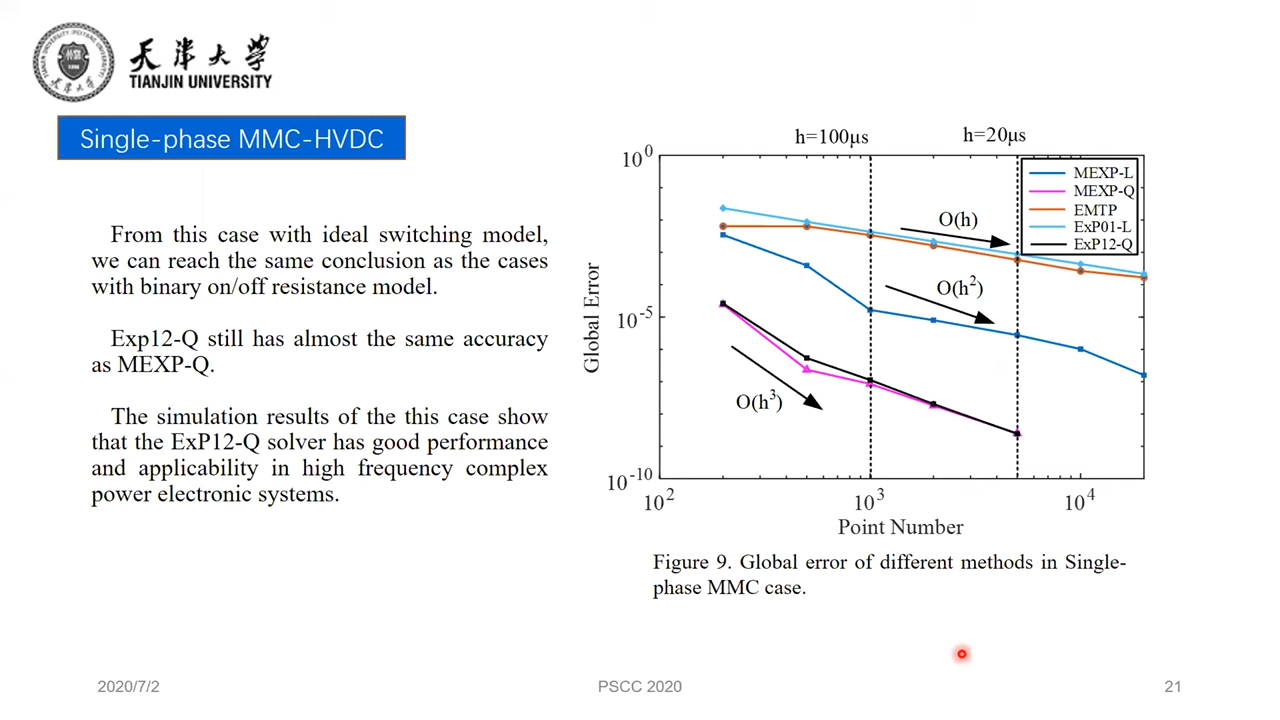 天津大学
TIANJIN UNIVERSITY
Single-phase MMC-HVDC
From this case with ideal switching model,
we can reach the same conclusion as the cases
with binary on/off resistance model.
Exp12-Q still has almost the same accuracy
as MEXP-Q.
The simulation results of the this case show
that the ExP12-Q solver has good performance
and applicability in high frequency complex
power electronic systems.
h=100μs
h=20μs
10^0
10^-5
10^-10
Global Error
MEXP-L
MEXP-Q
EMTP
ExP01-L
ExP12-Q
O(h)
O(h^2)
O(h^3)
10^2
10^3
10^4
Point Number
Figure 9. Global error of different methods in Single-
phase MMC case.
2020/7/2
PSCC 2020
21